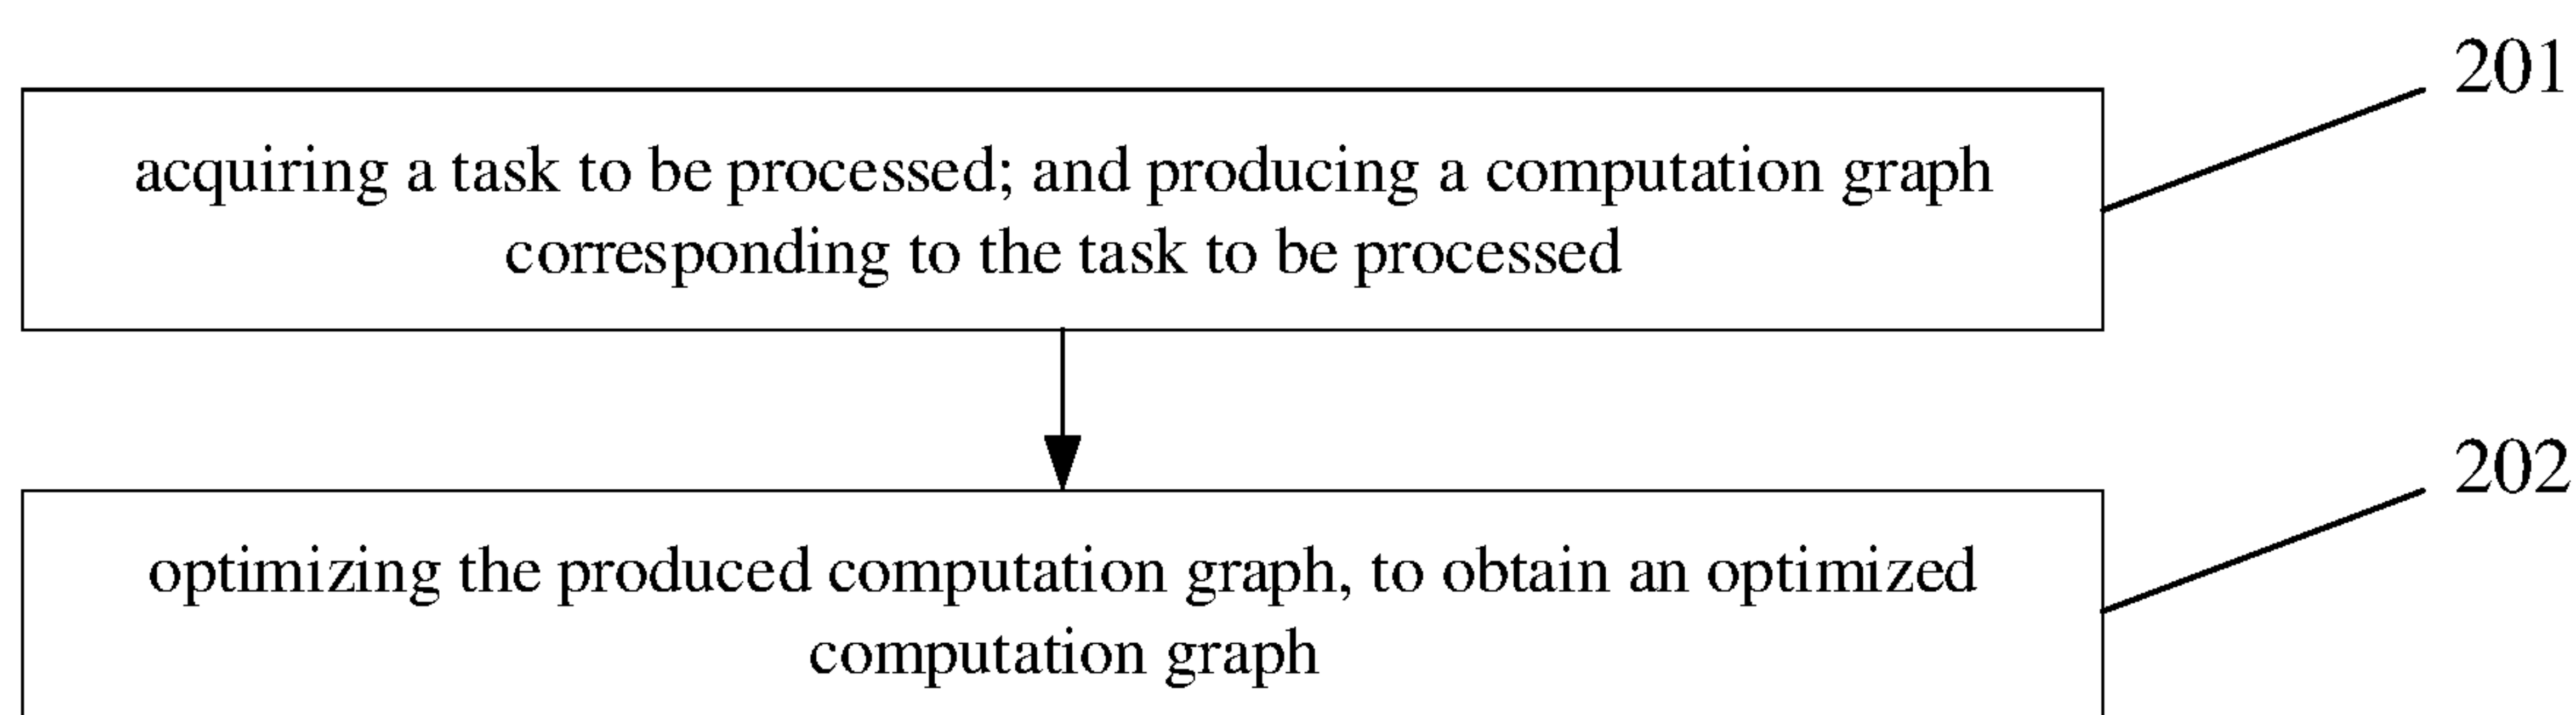 201
acquiring a task to be processed; and producing a computation graph
corresponding to the task to be processed
202
optimizing the produced computation graph, to obtain an optimized
computation graph